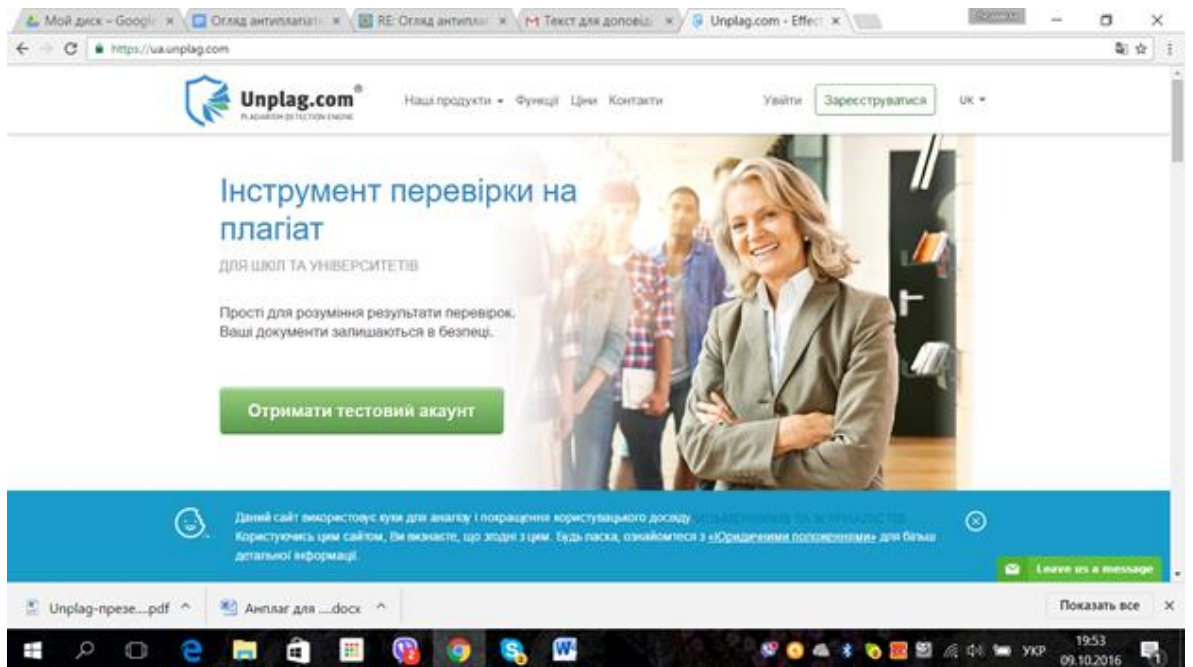 Мой диск – Google
Огляд антиплагіат
RE: Огляд антиплаг
Текст для доповіді
Unplag.com - Effect
https://ua.unplag.com
Unplag.com®
PLAGIARISM DETECTION ENGINE
Наші продукти
Функції
Ціни
Контакти
Увійти
Зареєструватися
UK
Інструмент перевірки на
плагіат
ДЛЯ ШКІЛ ТА УНІВЕРСИТЕТІВ
Прості для розуміння результати перевірок.
Ваші документи залишаються в безпеці.
Отримати тестовий акаунт
Даний сайт використовує куки для аналізу і покращення користувацького досвіду.
Користуючись цим сайтом, Ви визнаєте, що згодні з цим. Будь ласка, ознайомтеся з «Юридичними положеннями» для більш
детальної інформації.
Leave us a message
Unplag-презе....pdf
Анплаг для ....docx
Показать все
УКР
19:53
09.10.2016